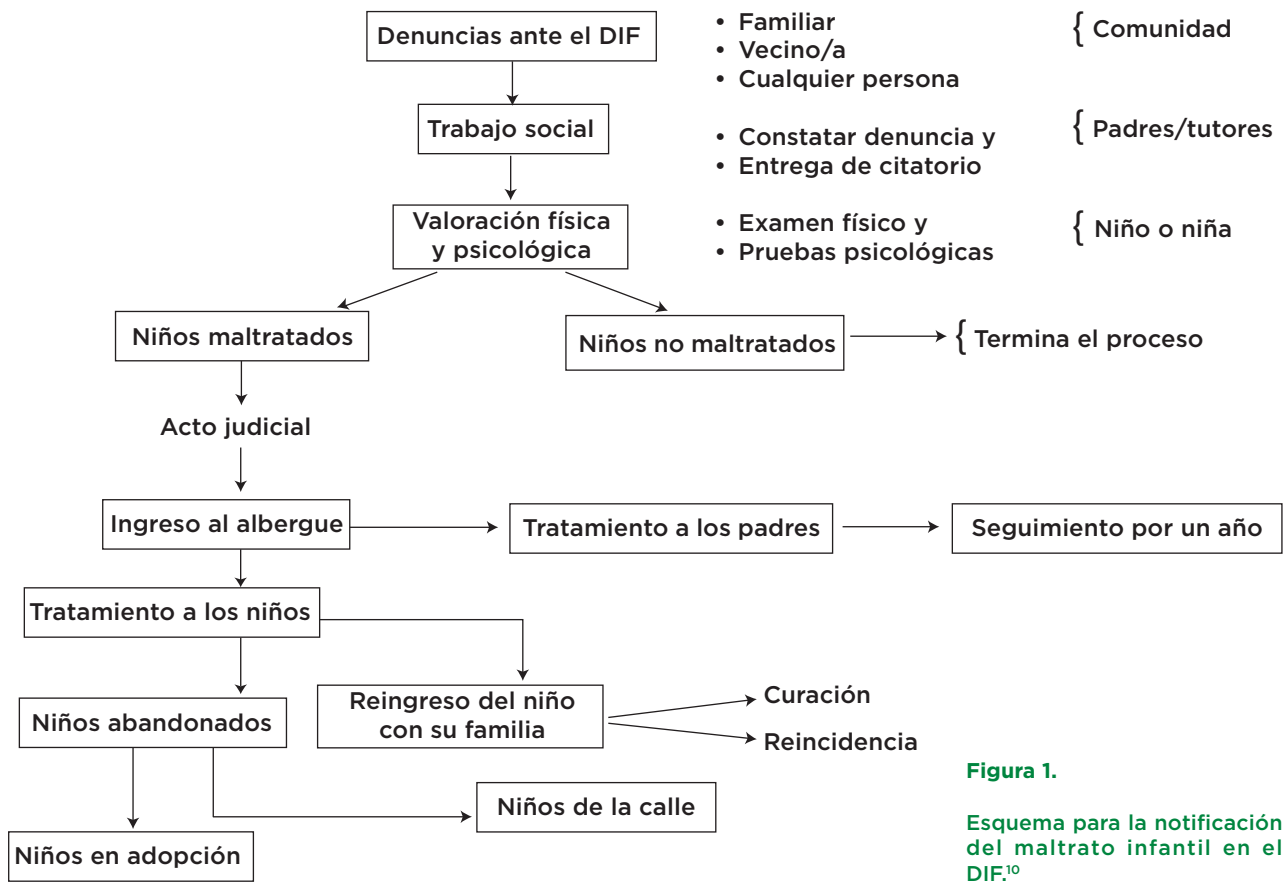 Denuncias ante el DIF
• Familiar
• Vecino/a
• Cualquier persona
{ Comunidad
Trabajo social
• Constatar denuncia y
• Entrega de citatorio
{ Padres/tutores
Valoración física
y psicológica
• Examen físico y
• Pruebas psicológicas
{ Niño o niña
Niños maltratados
Niños no maltratados
{ Termina el proceso
Acto judicial
Ingreso al albergue
Tratamiento a los padres
Seguimiento por un año
Tratamiento a los niños
Niños abandonados
Reingreso del niño
con su familia
Curación
Reincidencia
Niños de la calle
Niños en adopción
Figura 1.
Esquema para la notificación
del maltrato infantil en el
DIF.¹⁰